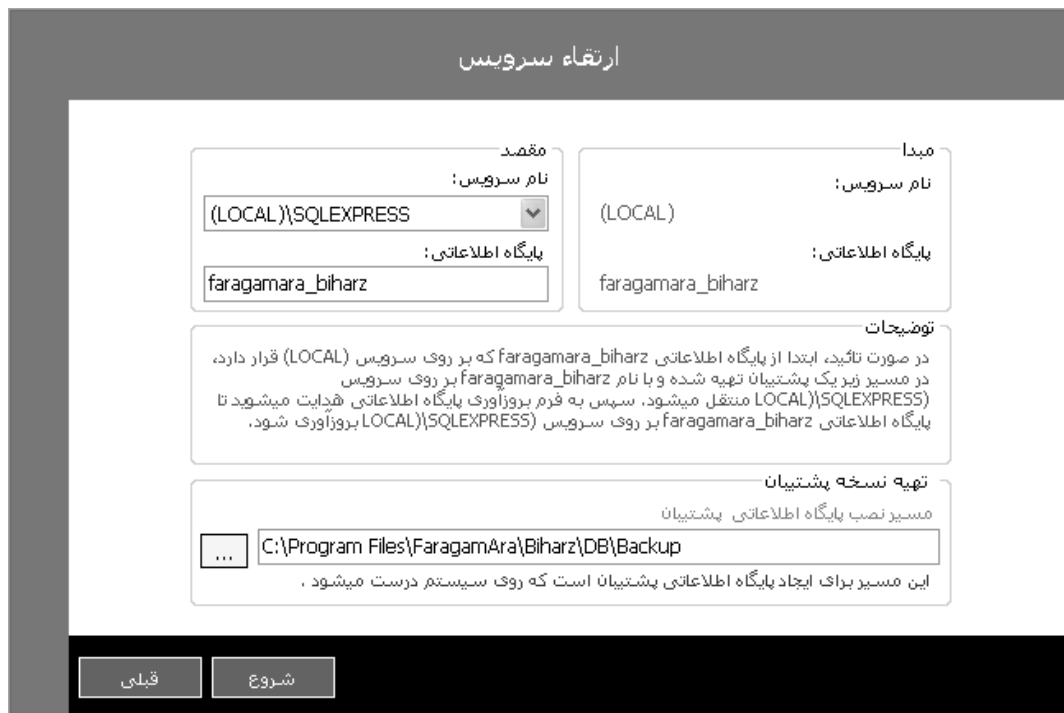 ارتقاء سرویس
مبدا
نام سرویس:
(LOCAL)
پایگاه اطلاعاتی:
faragamara_biharz
مقصد
نام سرویس:
(LOCAL)\SQLEXPRESS
پایگاه اطلاعاتی:
faragamara_biharz
توضیحات
در صورت تائید، ابتدا از پایگاه اطلاعاتی faragamara_biharz که بر روی سرویس (LOCAL) قرار دارد،
در مسیر زیر یک پشتیبان تهیه شده و با نام faragamara_biharz بر روی سرویس
(LOCAL)\SQLEXPRESS منتقل میشود. سپس به فرم بروزآوری پایگاه اطلاعاتی هدایت میشوید تا
پایگاه اطلاعاتی faragamara_biharz بر روی سرویس (LOCAL)\SQLEXPRESS بروزآوری شود.
تهیه نسخه پشتیبان
مسیر نصب پایگاه اطلاعاتی پشتیبان
C:\Program Files\FaragamAra\Biharz\DB\Backup
...
این مسیر برای ایجاد پایگاه اطلاعاتی پشتیبان است که روی سیستم درست میشود .
شروع
قبلی